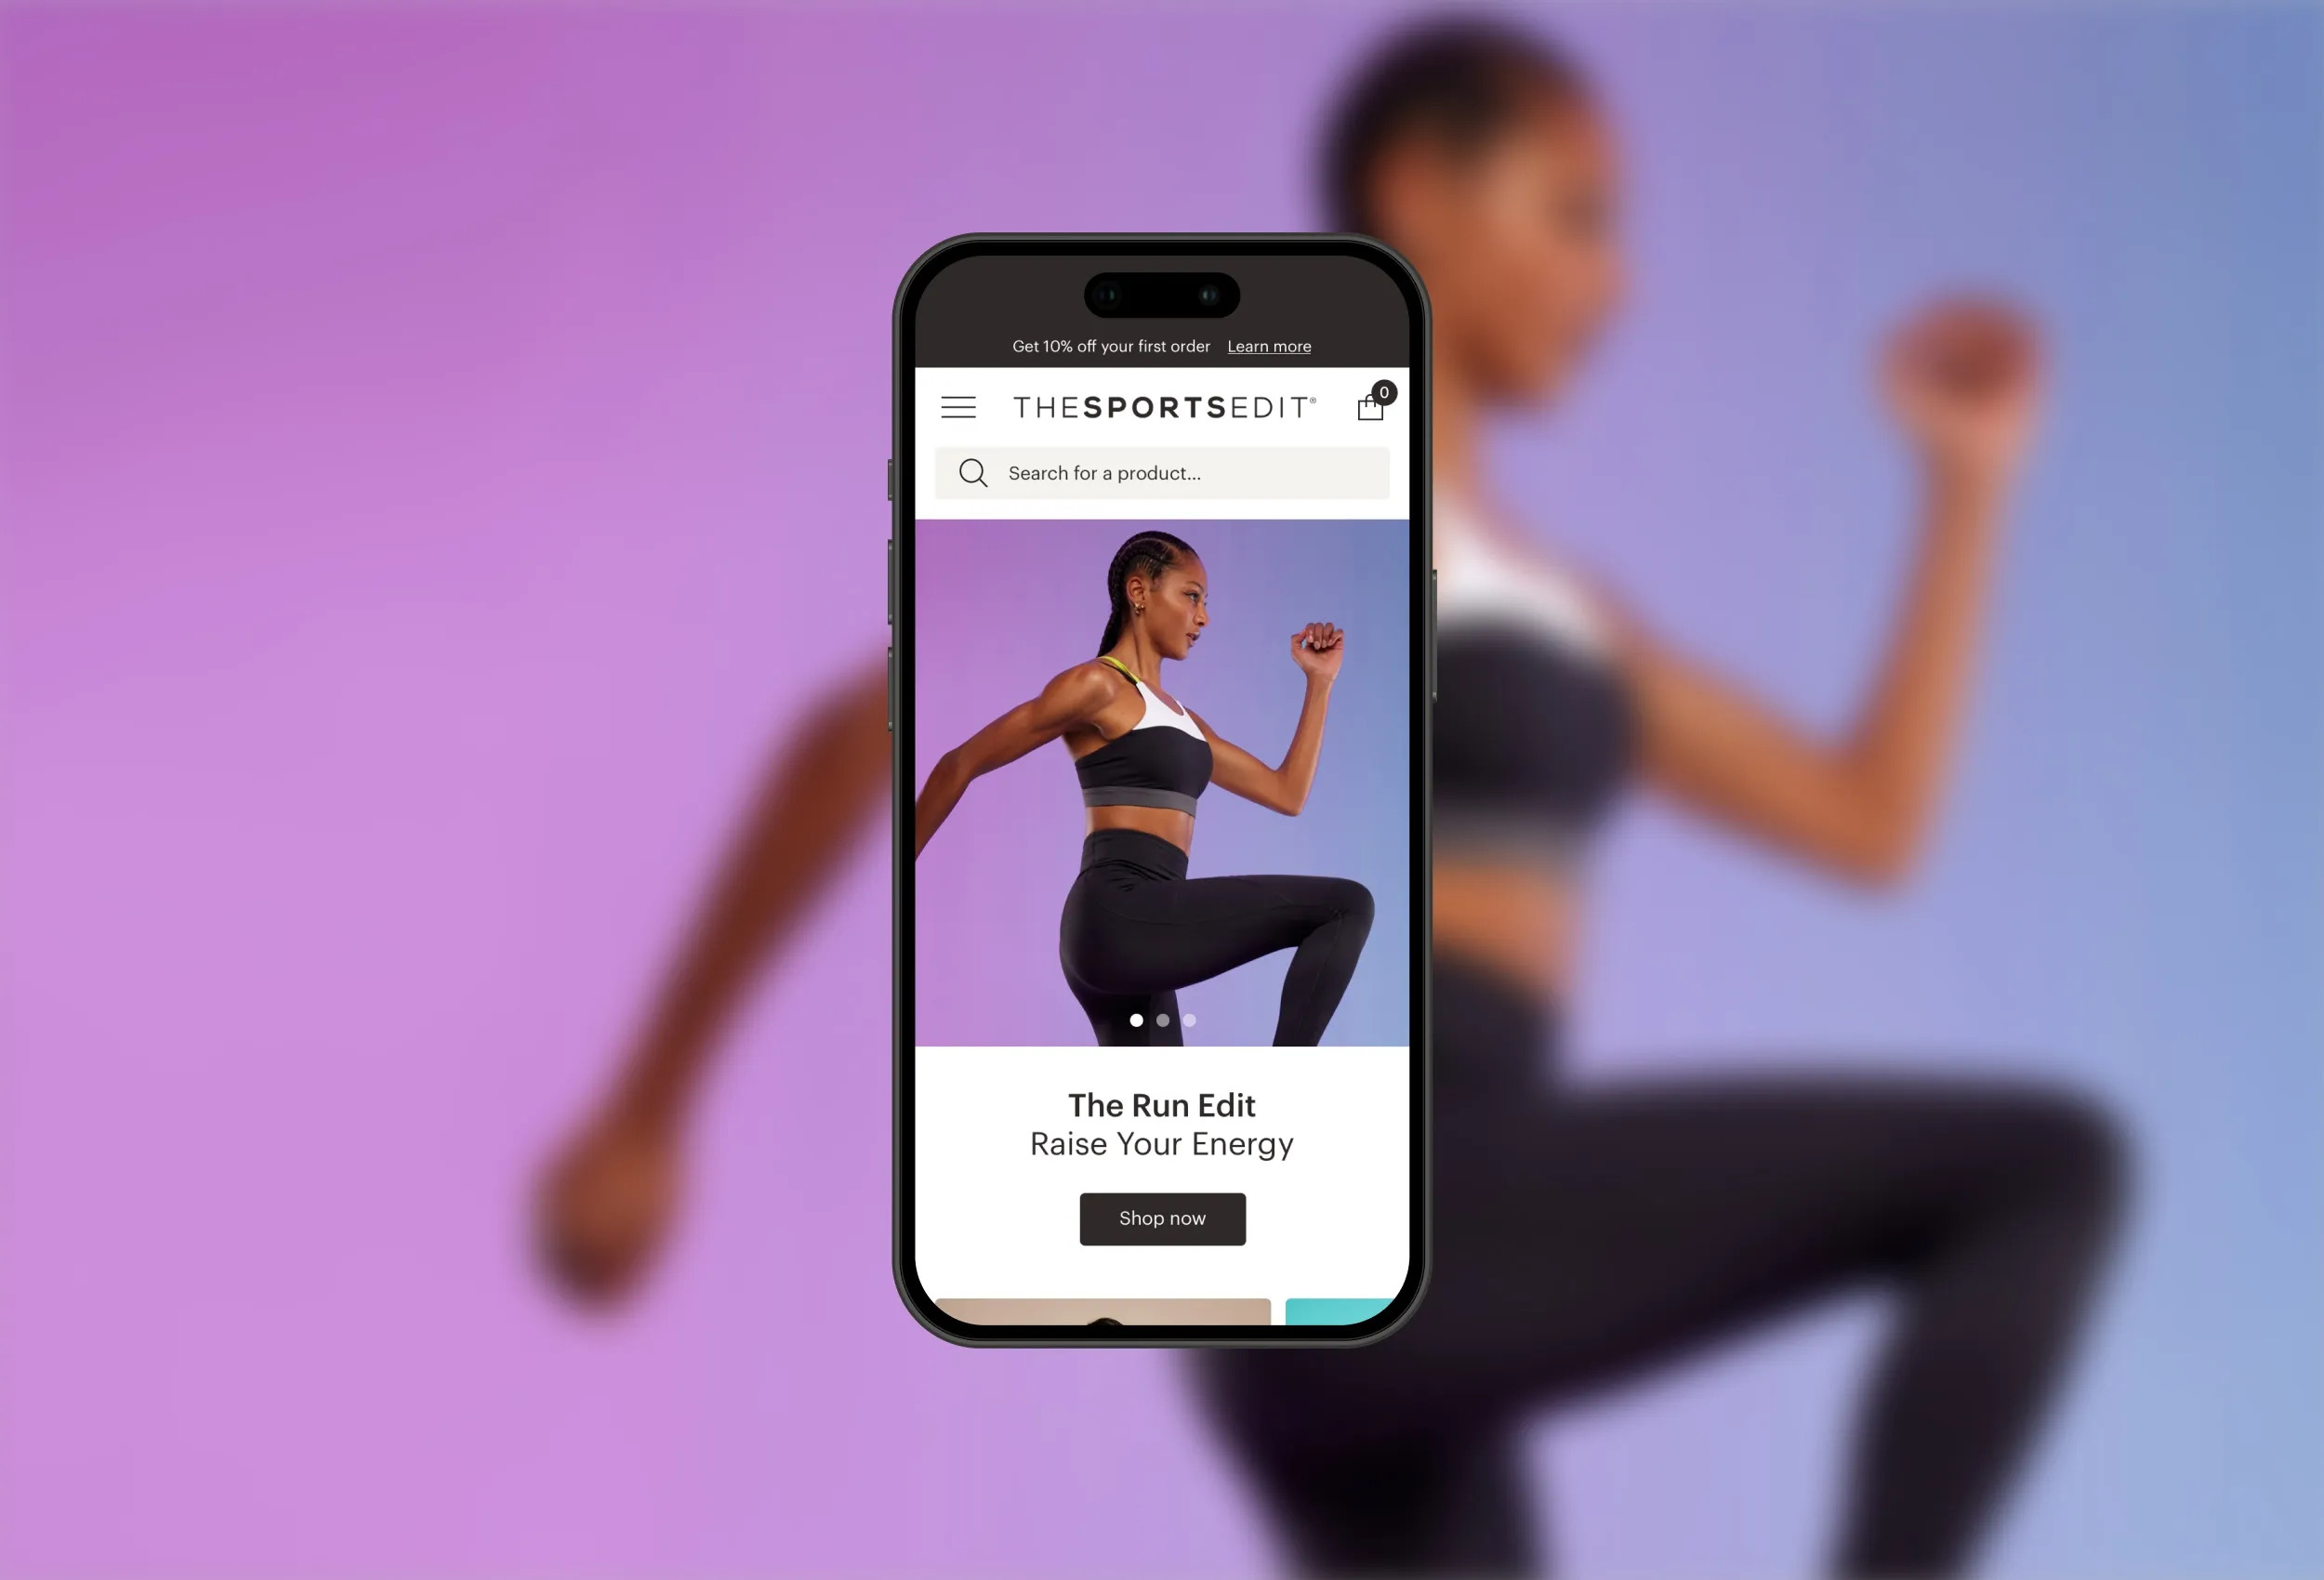 Get 10% off your first order Learn more
THESPORTSEDIT®
0
Search for a product...
The Run Edit
Raise Your Energy
Shop now